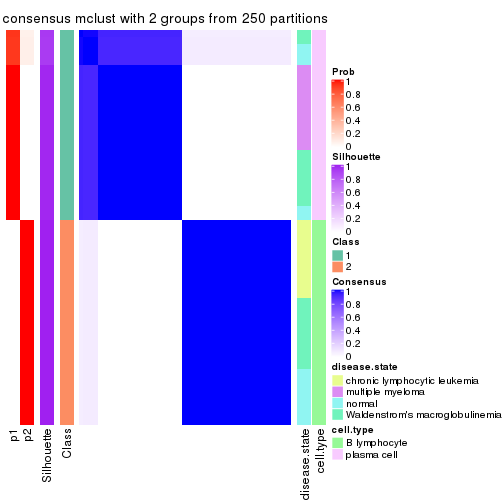 consensus mclust with 2 groups from 250 partitions
Prob
1
0.8
0.6
0.4
0.2
0
Silhouette
1
0.8
0.6
0.4
0.2
0
Class
1
2
Consensus
1
0.8
0.6
0.4
0.2
0
disease.state
chronic lymphocytic leukemia
multiple myeloma
normal
Waldenstrom's macroglobulinemia
cell.type
B lymphocyte
plasma cell
p1
p2
Silhouette
Class
disease.state
cell.type